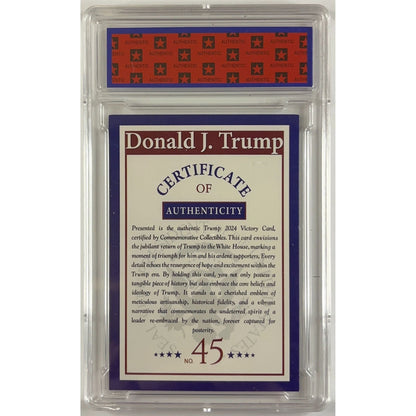 AUTHENTIC AUTHENTIC AUTHENTIC
AUTHENTIC AUTHENTIC AUTHENTIC
Donald J. Trump
CERTIFICATE
OF
AUTHENTICITY
Presented is the authentic Trump 2024 Victory Card,
certified by Commemorative Collectibles. This card envisions
the jubilant return of Trump to the White House, marking
a moment of triumph for him and his ardent supporters. Every
detail echoes the resurgence of hope and excitement within the
Trump era. By holding this card, you not only possess a
tangible piece of history but also embrace the core beliefs and
ideology of Trump. It stands as a cherished emblem of
meticulous artisanship, historical fidelity, and a vibrant
narrative that commemorates the undeterred spirit of a
leader re-embraced by the nation, forever captured for
posterity.
NO. 45